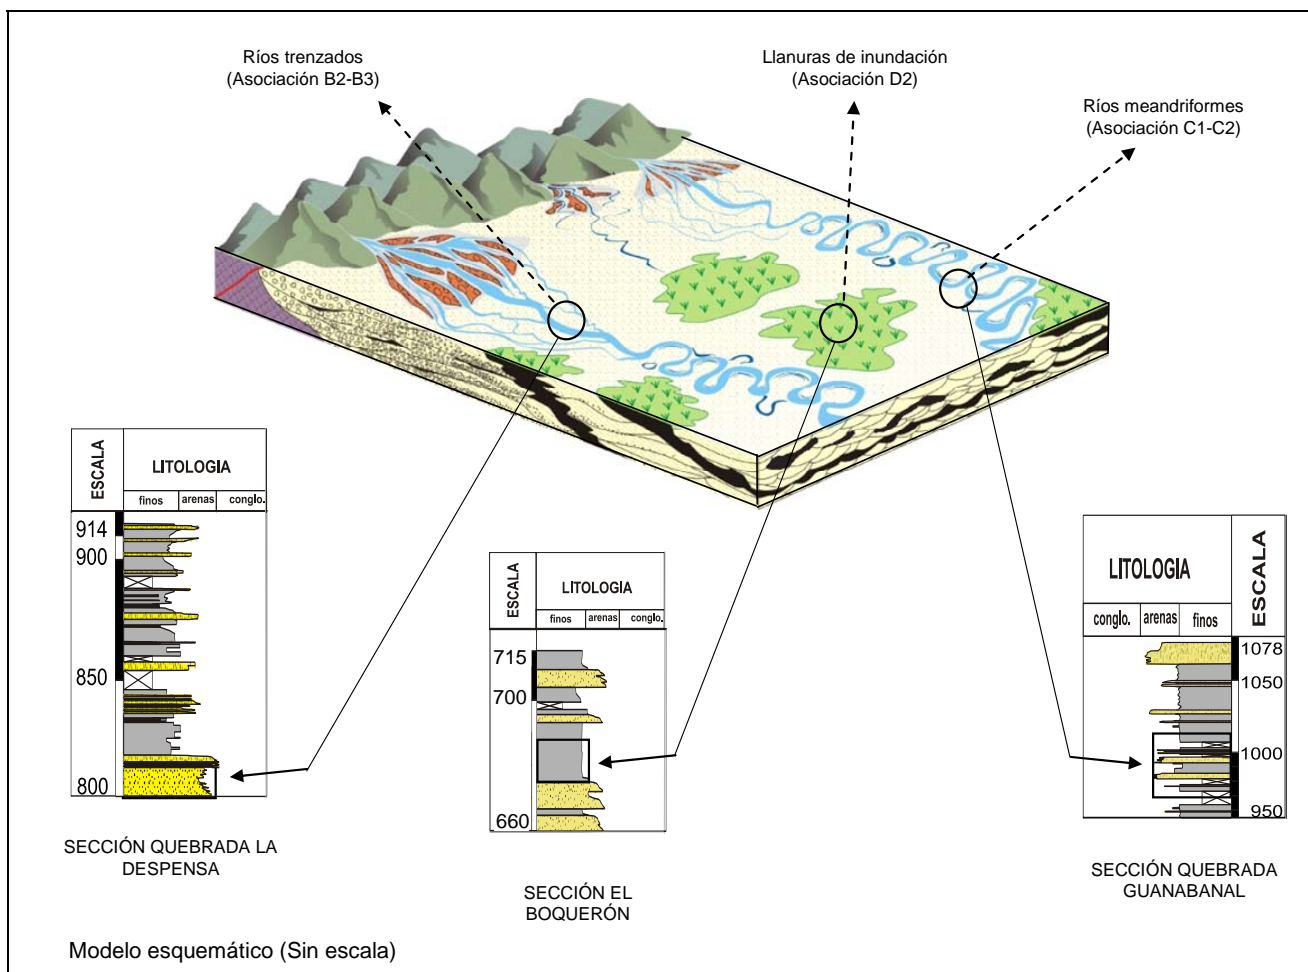 Ríos trenzados
(Asociación B2-B3)
Llanuras de inundación
(Asociación D2)
Ríos meandriformes
(Asociación C1-C2)
ESCALA
LITOLOGIA
finos
arenas
conglo.
914
900
850
800
SECCIÓN QUEBRADA LA
DESPENSA
ESCALA
LITOLOGIA
finos
arenas
conglo.
715
700
660
SECCIÓN EL
BOQUERÓN
LITOLOGIA
ESCALA
conglo.
arenas
finos
1078
1050
1000
950
SECCIÓN QUEBRADA
GUANABANAL
Modelo esquemático (Sin escala)